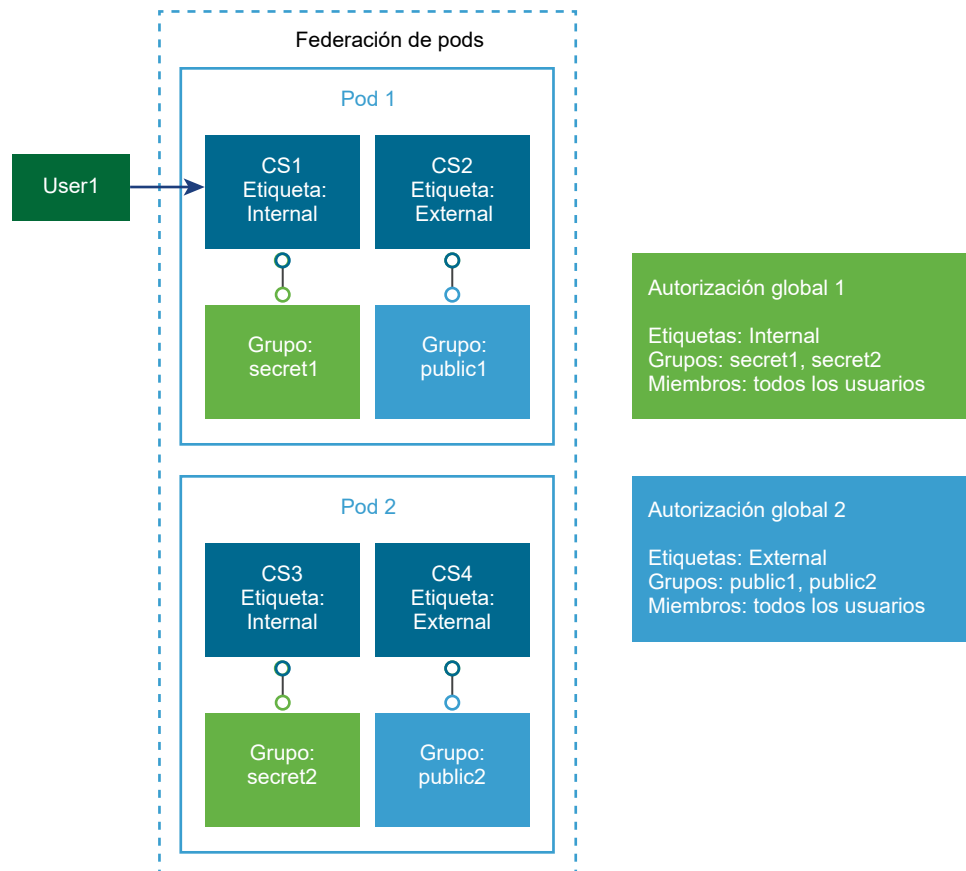 Federación de pods
Pod 1
User1
CS1
Etiqueta:
Internal
CS2
Etiqueta:
External
Grupo:
secret1
Grupo:
public1
Autorización global 1
Etiquetas: Internal
Grupos: secret1, secret2
Miembros: todos los usuarios
Pod 2
CS3
Etiqueta:
Internal
CS4
Etiqueta:
External
Grupo:
secret2
Grupo:
public2
Autorización global 2
Etiquetas: External
Grupos: public1, public2
Miembros: todos los usuarios